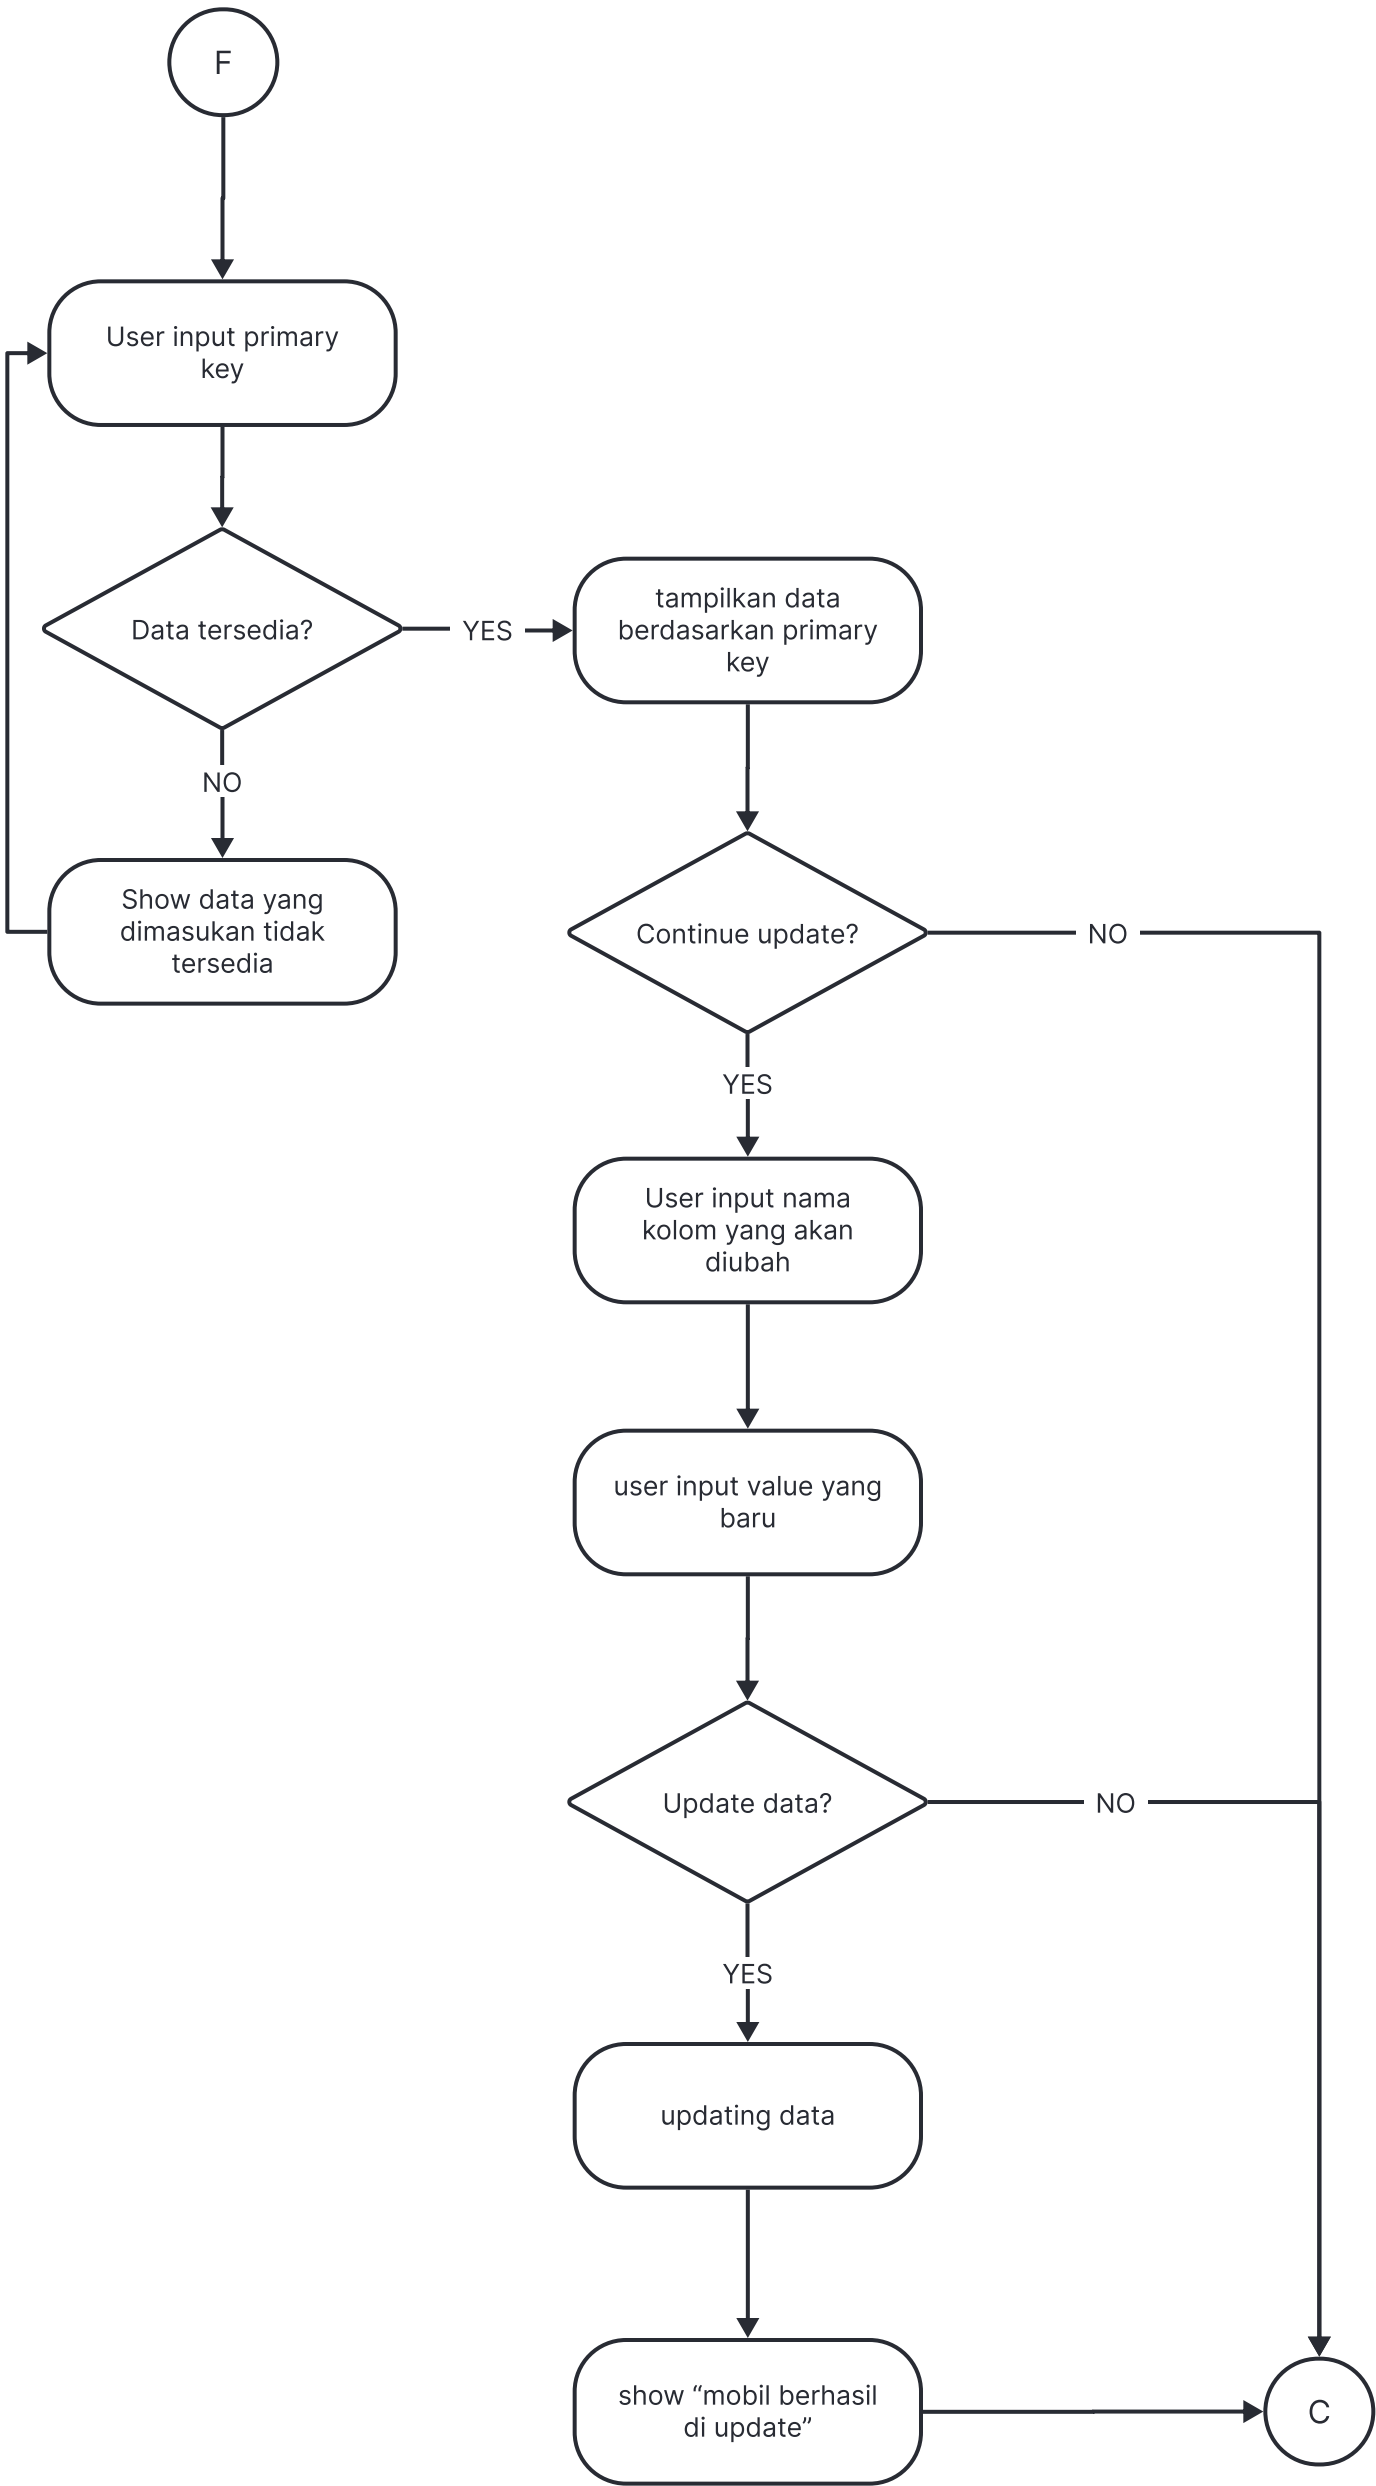 F
User input primary
key
Data tersedia?
YES
tampilkan data
berdasarkan primary
key
NO
Show data yang
dimasukan tidak
tersedia
Continue update?
NO
YES
User input nama
kolom yang akan
diubah
user input value yang
baru
Update data?
NO
YES
updating data
show “mobil berhasil
di update”
C